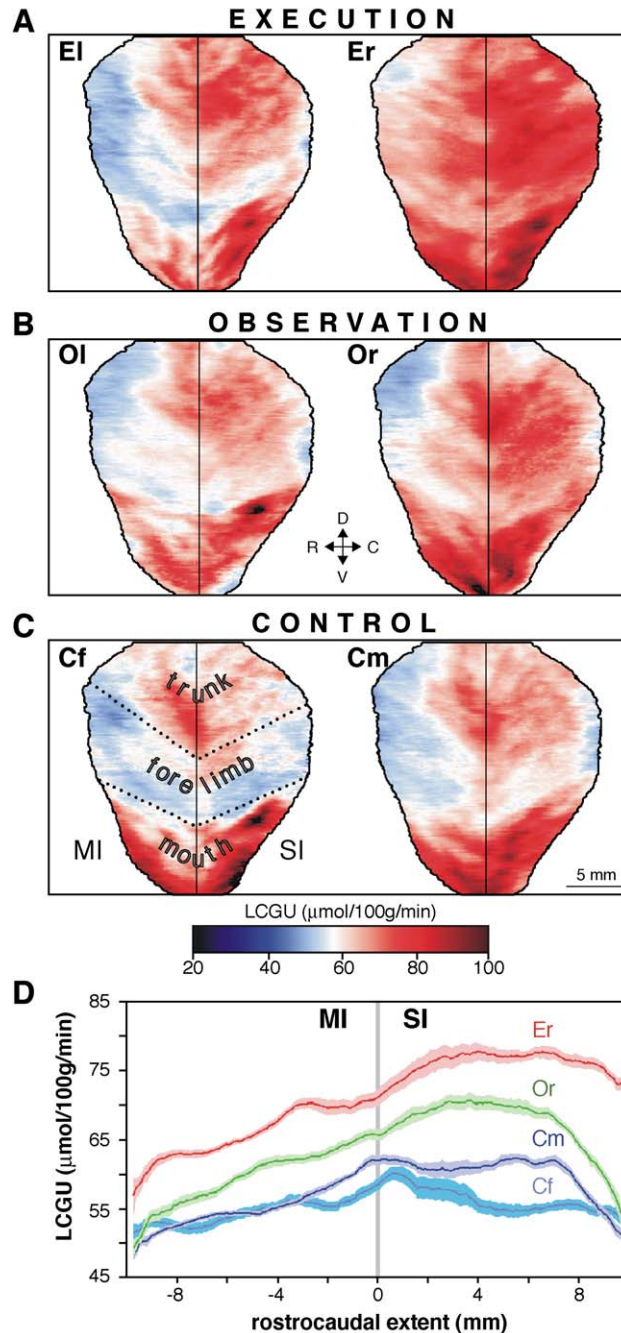 A EXECUTION
El Er
B OBSERVATION
Ol Or
D
R C
V
C CONTROL
Cf Cm
trunk
forelimb
MI mouth SI
5 mm
LCGU (μmol/100g/min)
20 40 60 80 100
D
85
MI SI
Er
75
Or
65
Cm
Cf
55
45
LCGU (μmol/100g/min)
-8 -4 0 4 8
rostrocaudal extent (mm)